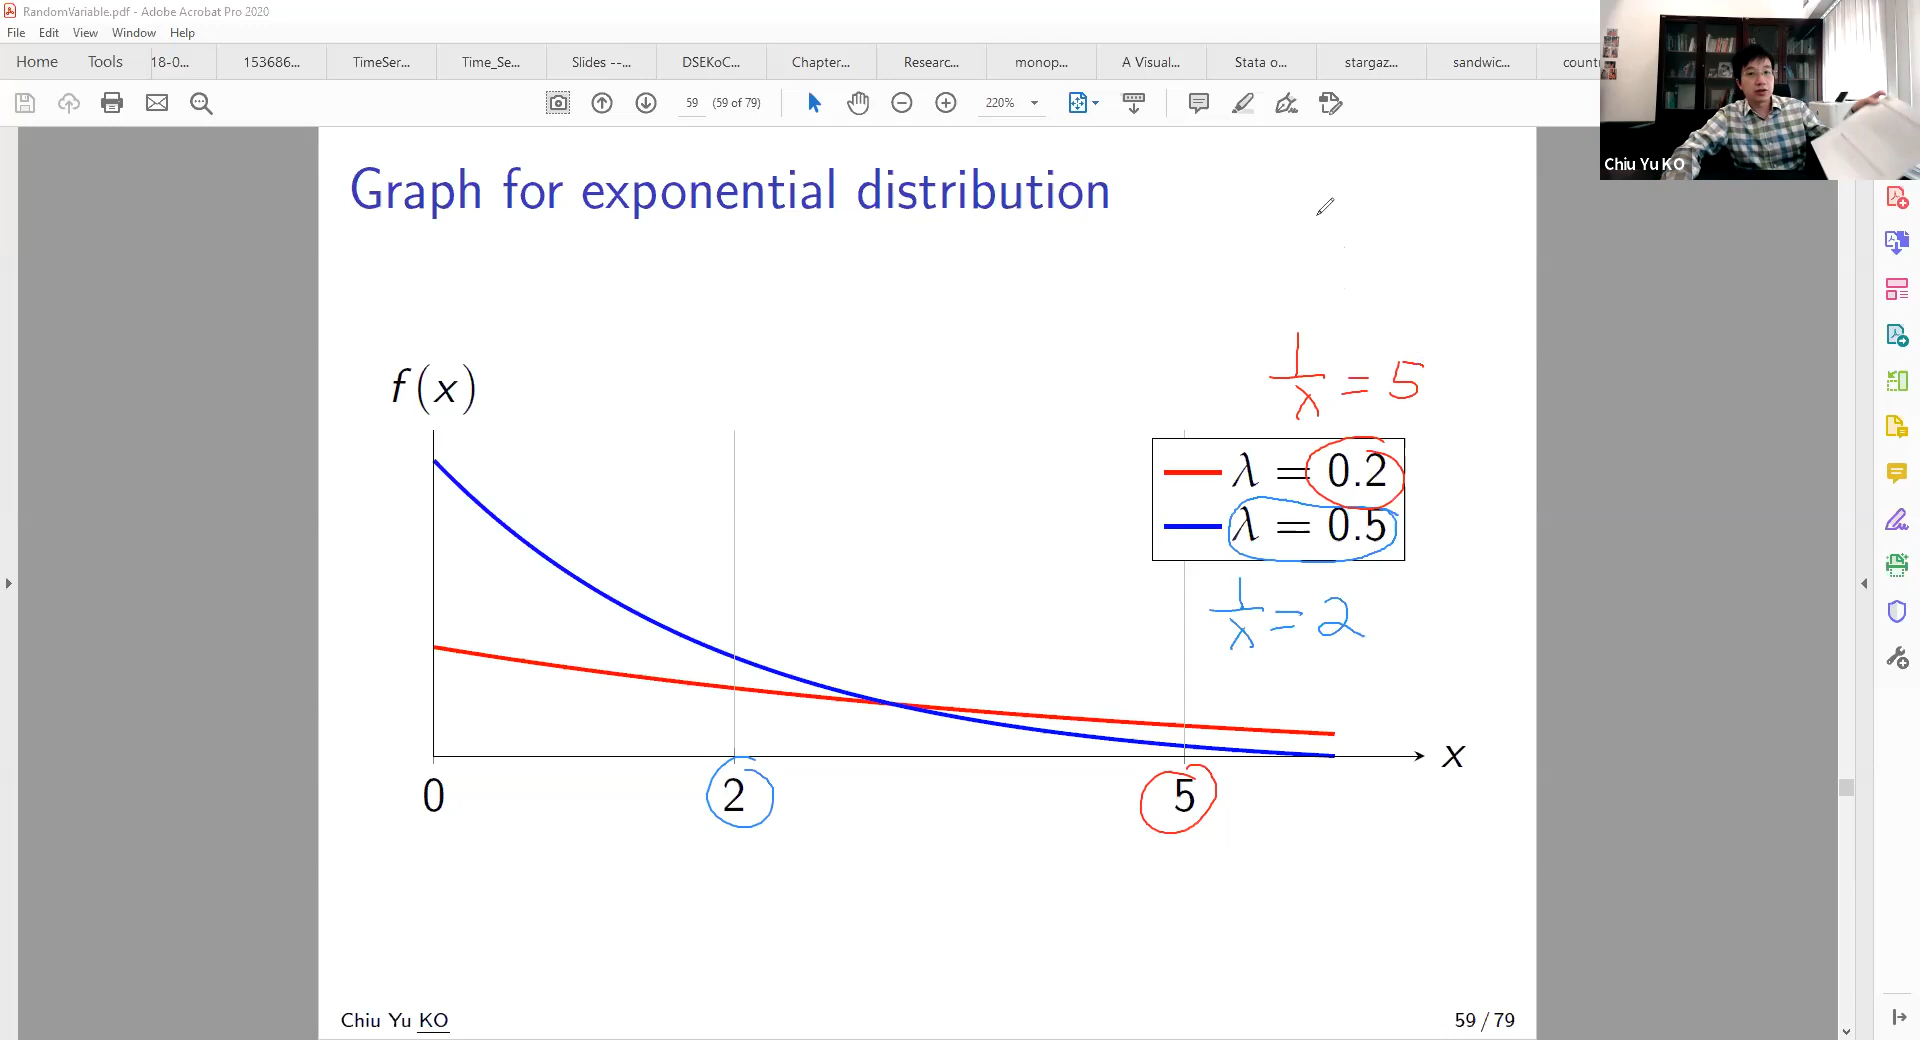 RandomVariable.pdf - Adobe Acrobat Pro 2020
File Edit View Window Help
Home Tools 18-0... 153686... TimeSer... Time_Se... Slides --... DSEKoC... Chapter... Researc... monop... A Visual... Stata o... stargaz... sandwic... count
59 (59 of 79) 220%
Chiu Yu KO
Graph for exponential distribution
1/λ = 5
f(x)
λ = 0.2
λ = 0.5
1/λ = 2
x
0 2 5
Chiu Yu KO 59 / 79